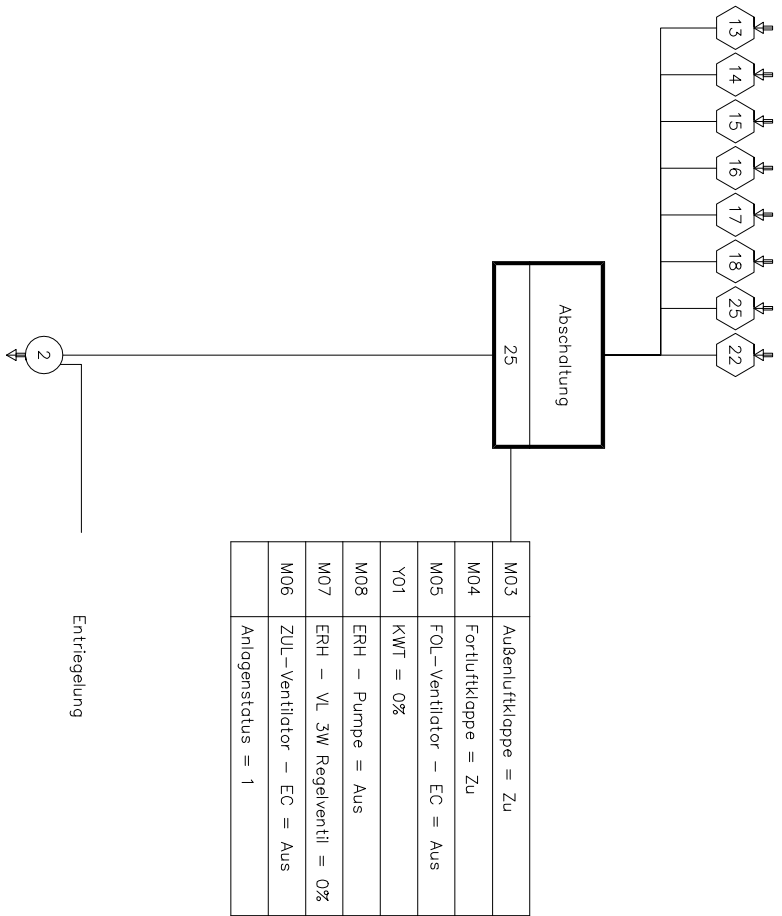 13
14
15
16
17
18
25
22
Abschaltung
25
M03 Außenluftklappe = Zu
M04 Fortluftklappe = Zu
M05 FOL-Ventilator - EC = Aus
Y01 KWT = 0%
M08 ERH - Pumpe = Aus
M07 ERH - VL 3W Regelventil = 0%
M06 ZUL-Ventilator - EC = Aus
Anlagenstatus = 1
2
Entriegelung